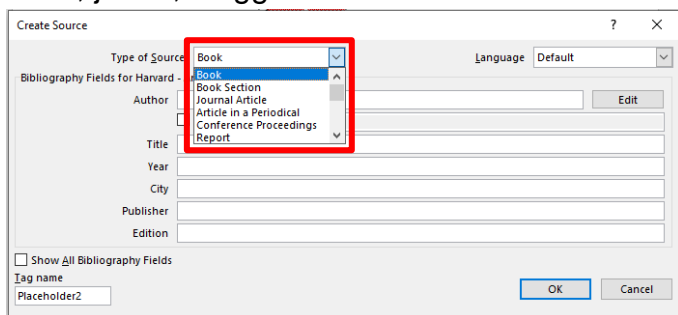 Create Source ? ×
Type of Source Book Language Default
Bibliography Fields for Harvard -
Book
Book Section
Author Journal Article Edit
Article in a Periodical
Conference Proceedings
Title Report
Year
City
Publisher
Edition
Show All Bibliography Fields
Tag name
Placeholder2 OK Cancel